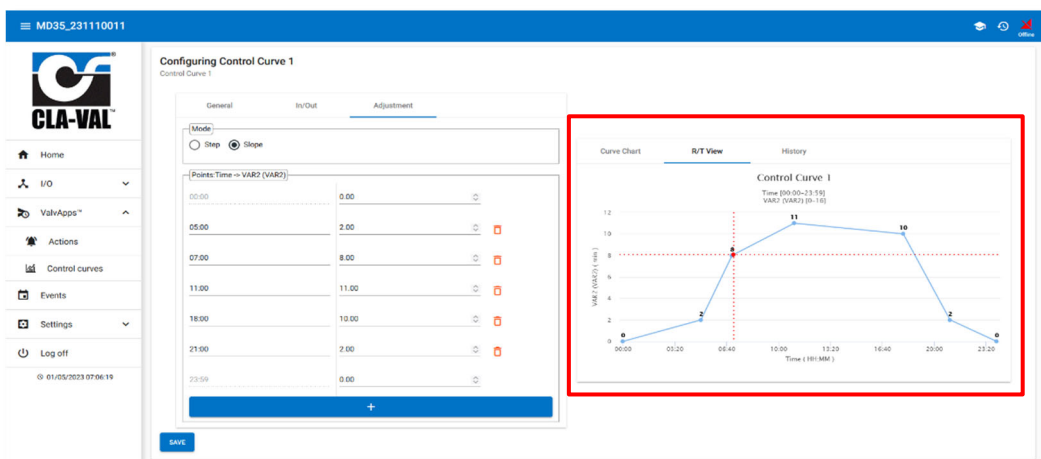 MD35_231110011
Offline
CLA-VAL™
Home
I/O
ValvApps™
Actions
Control curves
Events
Settings
Log off
01/05/2023 07:06:19
Configuring Control Curve 1
Control Curve 1
General In/Out Adjustment
Mode
Step Slope
Points:Time -> VAR2 (VAR2)
00:00 0.00
05:00 2.00
07:00 8.00
11:00 11.00
18:00 10.00
21:00 2.00
23:59 0.00
+
SAVE
Curve Chart R/T View History
Control Curve 1
Time [00:00–23:59]
VAR2 (VAR2) [0–16]
VAR2 (VAR2) ( min )
12
10
8
6
4
2
0
0
2
8
11
10
2
0
00:00 03:20 06:40 10:00 13:20 16:40 20:00 23:20
Time ( HH:MM )